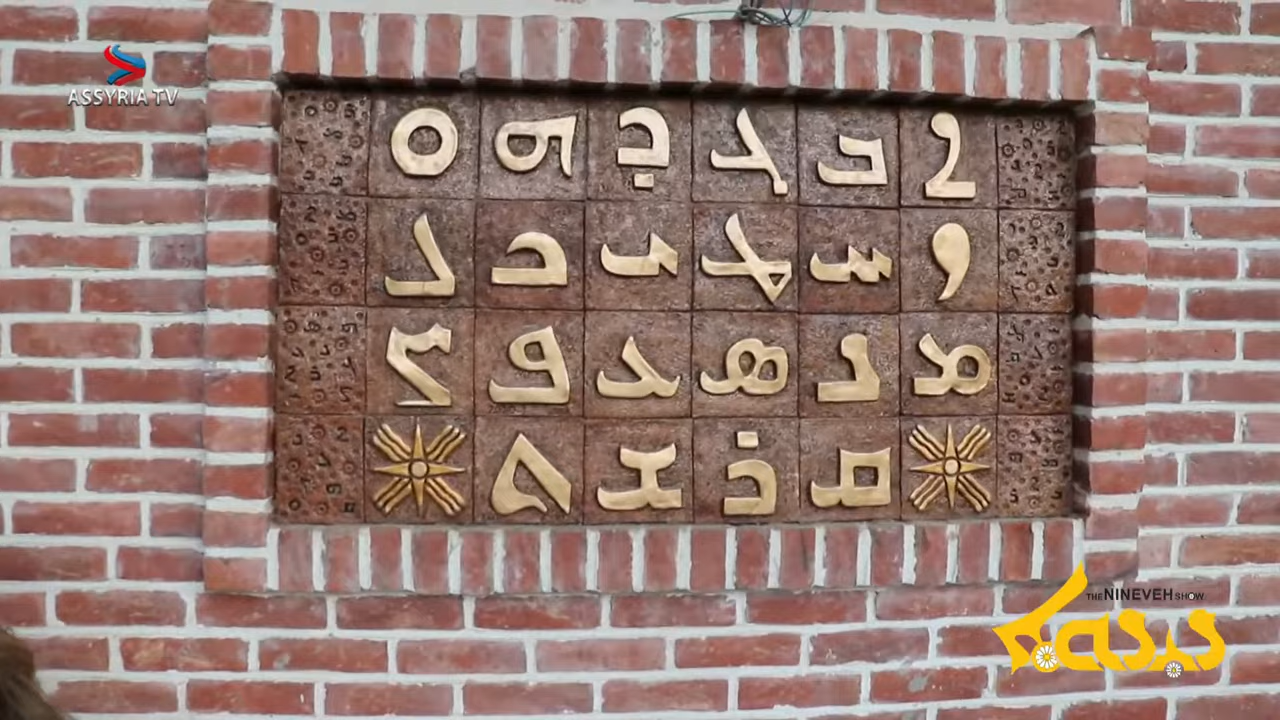 ASSYRIA TV
ܐ ܒ ܓ ܕ ܗ ܘ
ܙ ܚ ܛ ܝ ܟ ܠ
ܡ ܢ ܣ ܥ ܦ ܨ
ܩ ܪ ܫ ܬ
THE NINEVEH SHOW